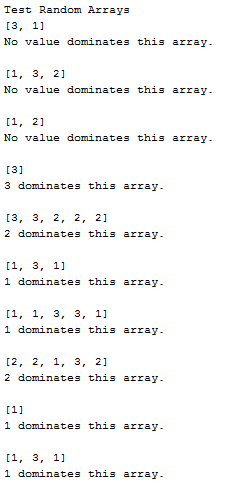 Test Random Arrays
[3, 1]
No value dominates this array.
[1, 3, 2]
No value dominates this array.
[1, 2]
No value dominates this array.
[3]
3 dominates this array.
[3, 3, 2, 2, 2]
2 dominates this array.
[1, 3, 1]
1 dominates this array.
[1, 1, 3, 3, 1]
1 dominates this array.
[2, 2, 1, 3, 2]
2 dominates this array.
[1]
1 dominates this array.
[1, 3, 1]
1 dominates this array.